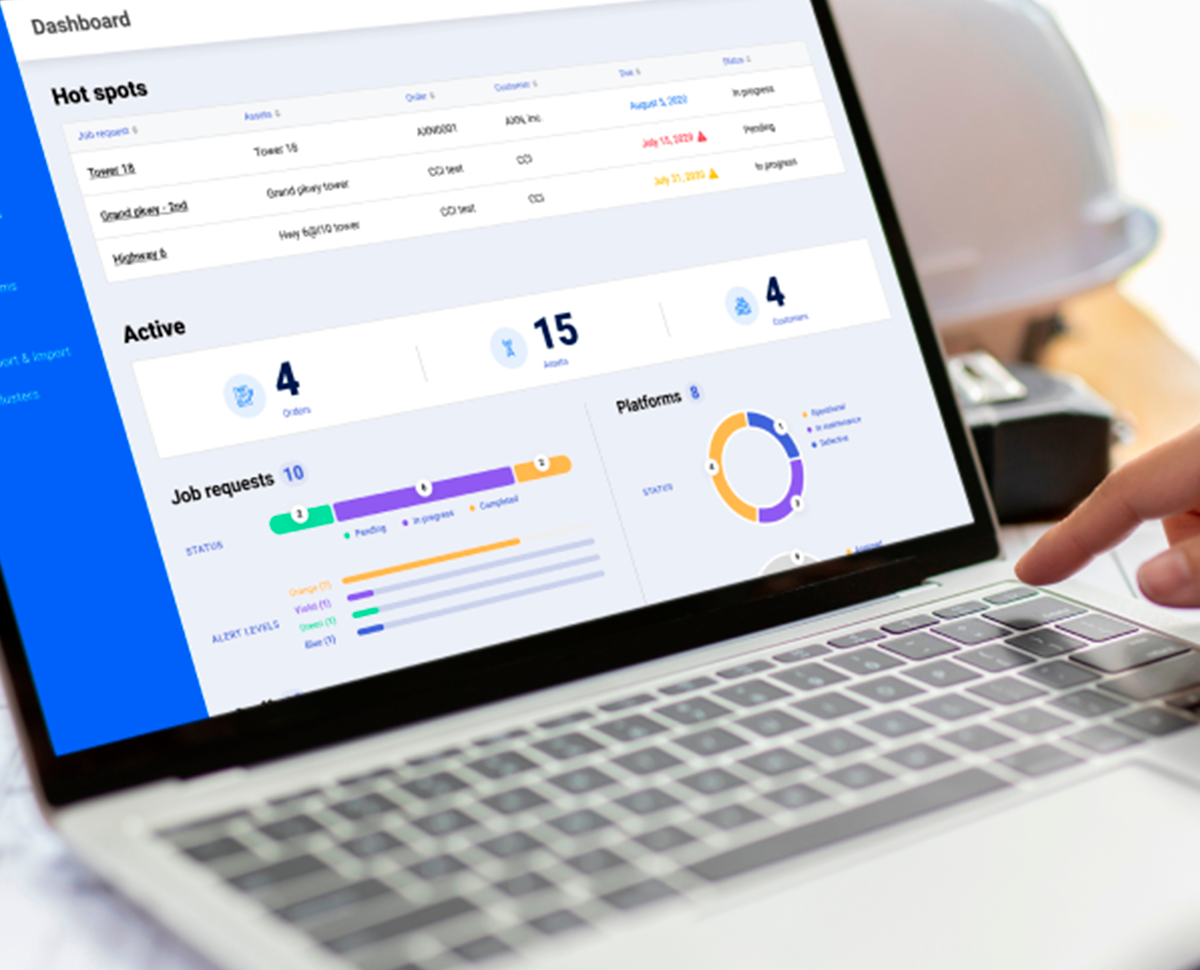 Dashboard
Hot spots
Job request Assets Order Customer Due Status
Tower 18 Tower 18 AXN0001 AXN, Inc. August 5, 2020 In progress
Grand pkwy - 2nd Grand pkwy tower CCI test CCI July 15, 2020 Pending
Highway 6 Hwy 6@I10 tower CCI test CCI July 31, 2020 In progress
ort & Import
Active
4
Orders
15
Assets
4
Customers
Job requests 10
STATUS
2 6 2
Pending In progress Completed
ALERT LEVELS
Orange (7)
Violet (1)
Green (1)
Blue (1)
Platforms 8
STATUS
1
4
3
Operational
In maintenance
Defective